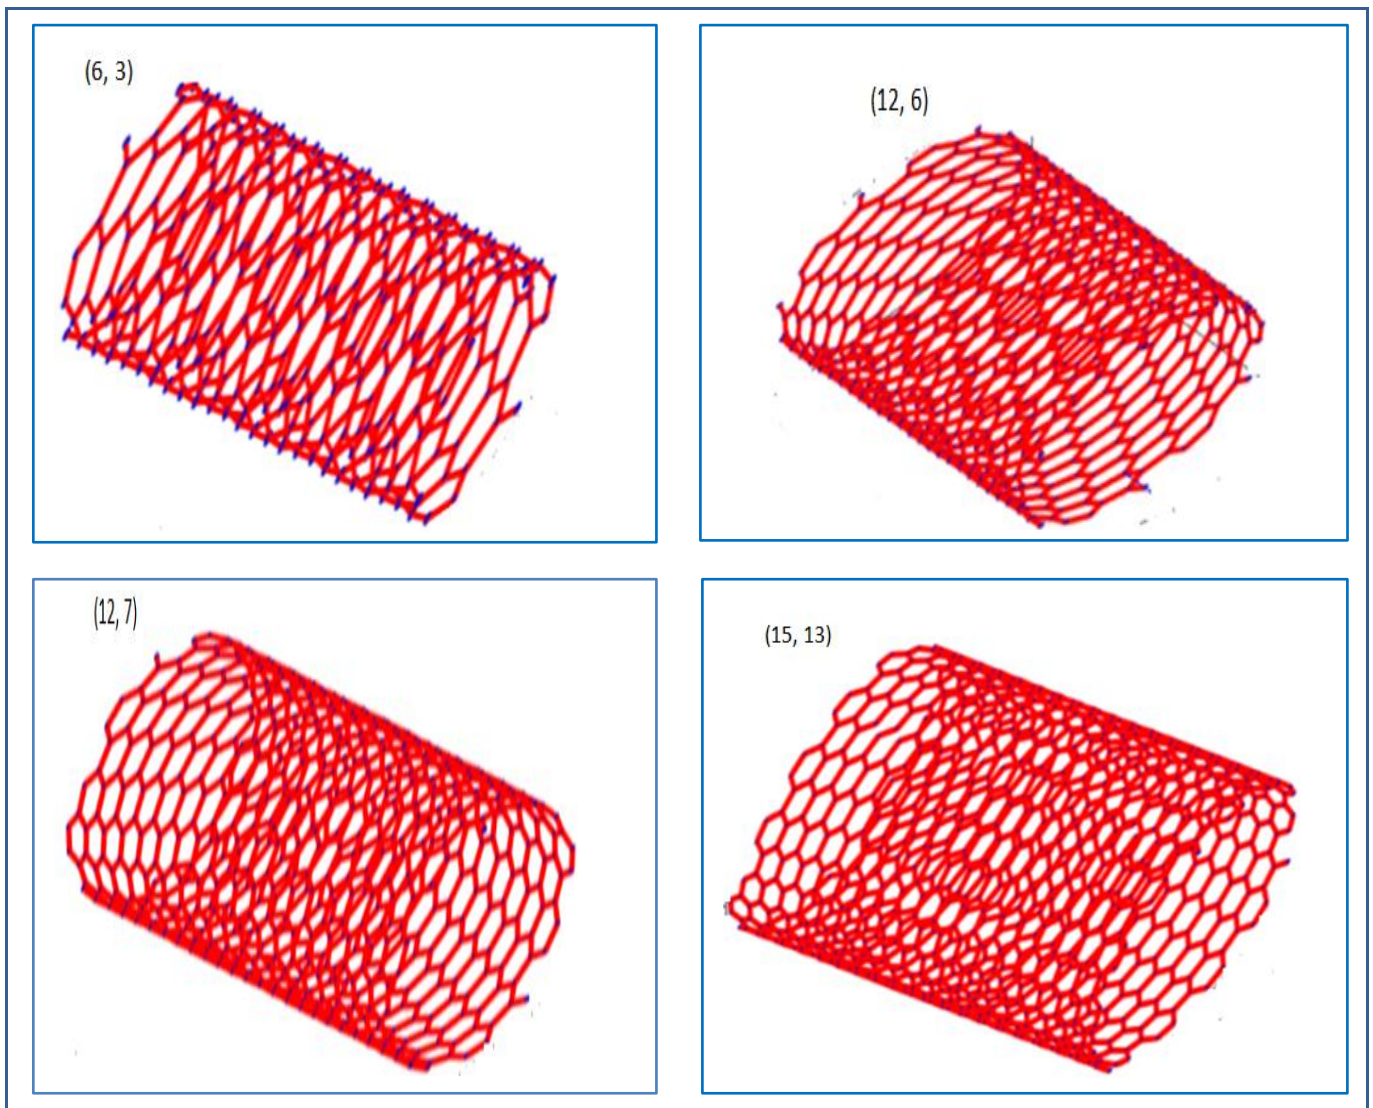 (6, 3)
(12, 6)
(12, 7)
(15, 13)